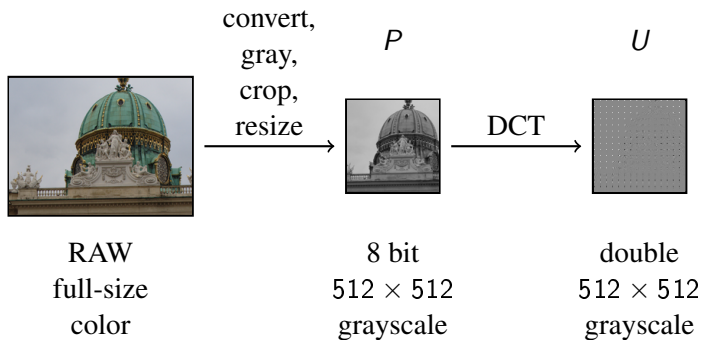 convert,
gray,
crop,
resize
P
U
DCT
RAW
full-size
color
8 bit
512 × 512
grayscale
double
512 × 512
grayscale